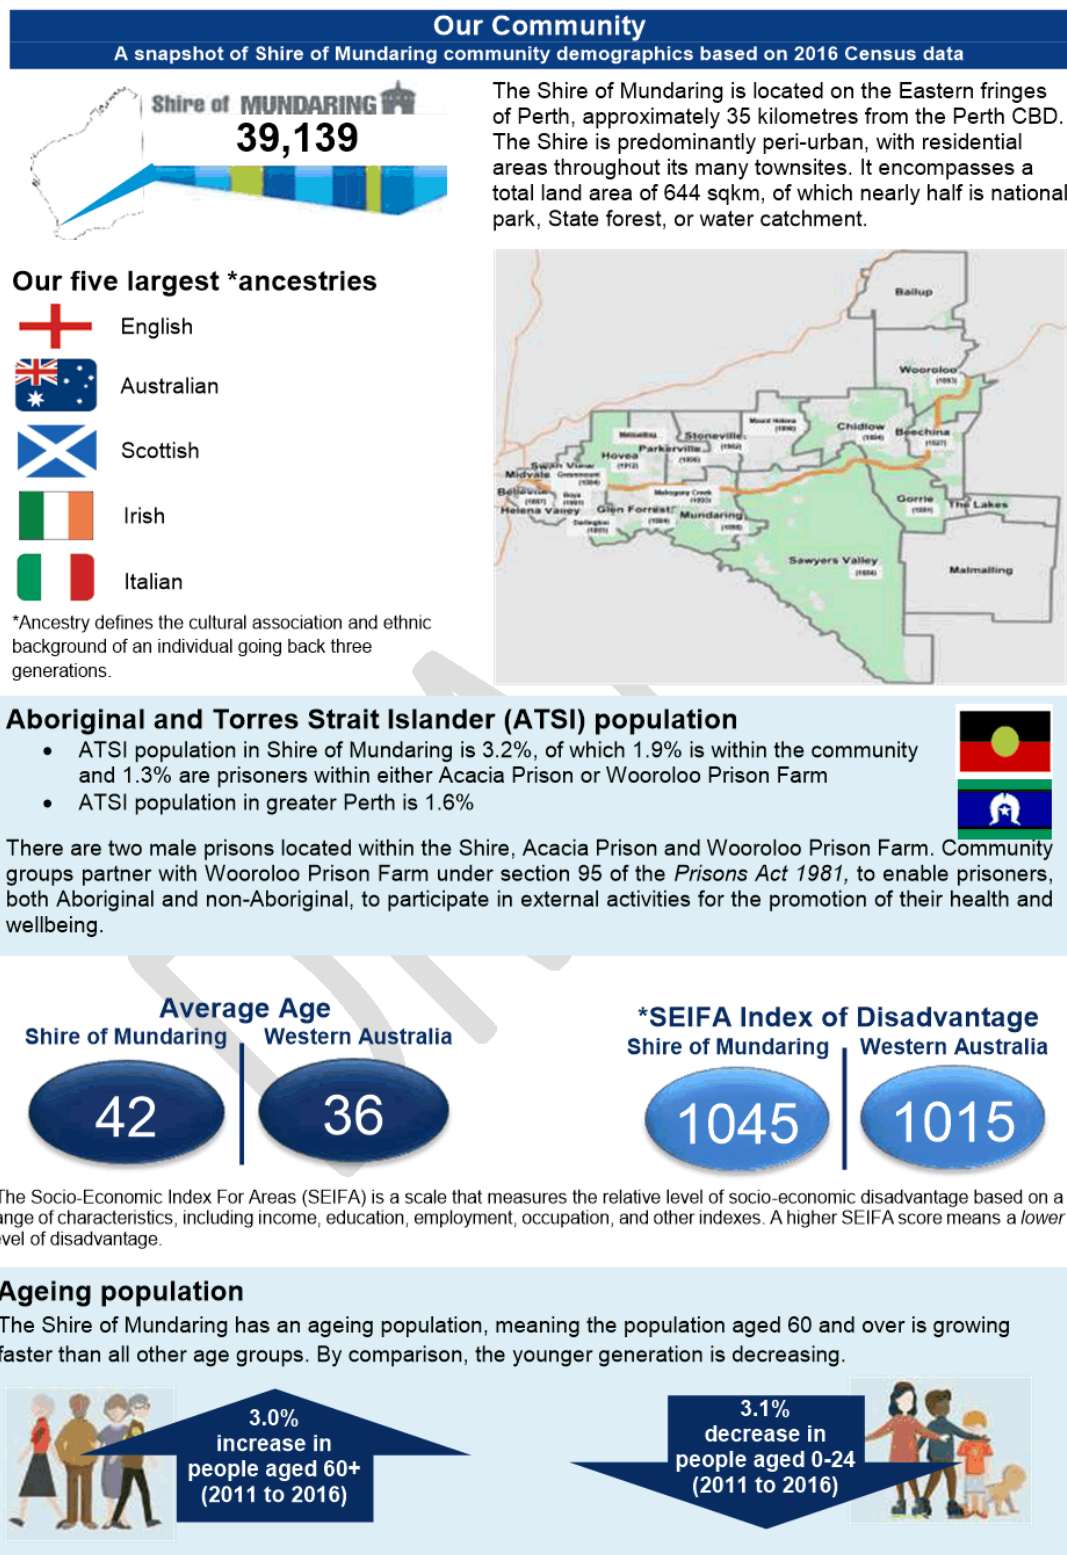 Our Community
A snapshot of Shire of Mundaring community demographics based on 2016 Census data
Shire of MUNDARING
39,139
The Shire of Mundaring is located on the Eastern fringes
of Perth, approximately 35 kilometres from the Perth CBD.
The Shire is predominantly peri-urban, with residential
areas throughout its many townsites. It encompasses a
total land area of 644 sqkm, of which nearly half is national
park, State forest, or water catchment.
Our five largest *ancestries
English
Australian
Scottish
Irish
Italian
*Ancestry defines the cultural association and ethnic
background of an individual going back three
generations.
Bailup
Wooroloo
Mount Helena
Chidlow
Beechina
Stoneville
Parkerville
Hovea
Swan View
Midvale
Greenmount
Bellevue
Boya
Mahogany Creek
Helena Valley
Glen Forrest
Mundaring
Darlington
Gorrie
The Lakes
Sawyers Valley
Malmalling
Aboriginal and Torres Strait Islander (ATSI) population
• ATSI population in Shire of Mundaring is 3.2%, of which 1.9% is within the community
and 1.3% are prisoners within either Acacia Prison or Wooroloo Prison Farm
• ATSI population in greater Perth is 1.6%
There are two male prisons located within the Shire, Acacia Prison and Wooroloo Prison Farm. Community
groups partner with Wooroloo Prison Farm under section 95 of the Prisons Act 1981, to enable prisoners,
both Aboriginal and non-Aboriginal, to participate in external activities for the promotion of their health and
wellbeing.
Average Age
Shire of Mundaring Western Australia
42 36
*SEIFA Index of Disadvantage
Shire of Mundaring Western Australia
1045 1015
The Socio-Economic Index For Areas (SEIFA) is a scale that measures the relative level of socio-economic disadvantage based on a
ange of characteristics, including income, education, employment, occupation, and other indexes. A higher SEIFA score means a lower
evel of disadvantage.
Ageing population
The Shire of Mundaring has an ageing population, meaning the population aged 60 and over is growing
faster than all other age groups. By comparison, the younger generation is decreasing.
3.0%
increase in
people aged 60+
(2011 to 2016)
3.1%
decrease in
people aged 0-24
(2011 to 2016)